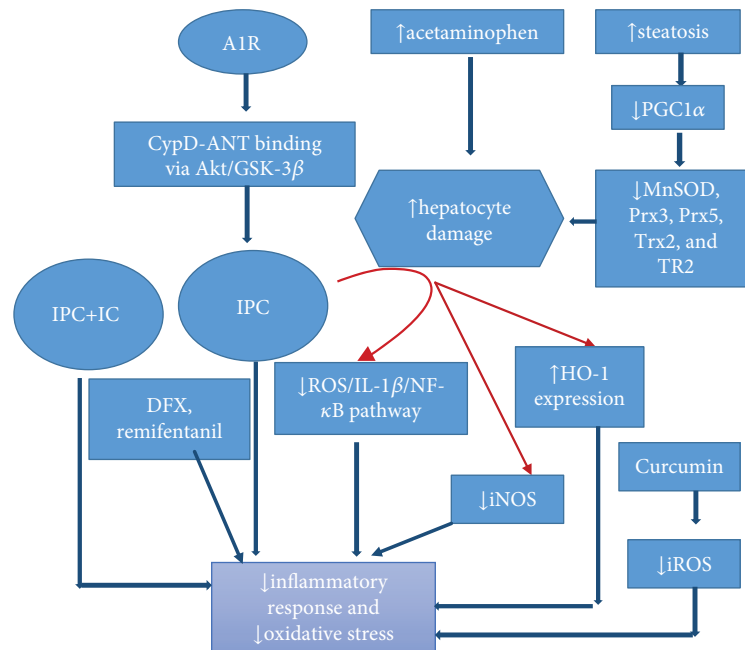 A1R
↑acetaminophen
↑steatosis
↓PGC1α
CypD-ANT binding
via Akt/GSK-3β
↑hepatocyte
damage
↓MnSOD,
Prx3, Prx5,
Trx2, and
TR2
IPC+IC
IPC
DFX,
remifentanil
↓ROS/IL-1β/NF-
κB pathway
↑HO-1
expression
Curcumin
↓iNOS
↓iROS
↓inflammatory
response and
↓oxidative stress